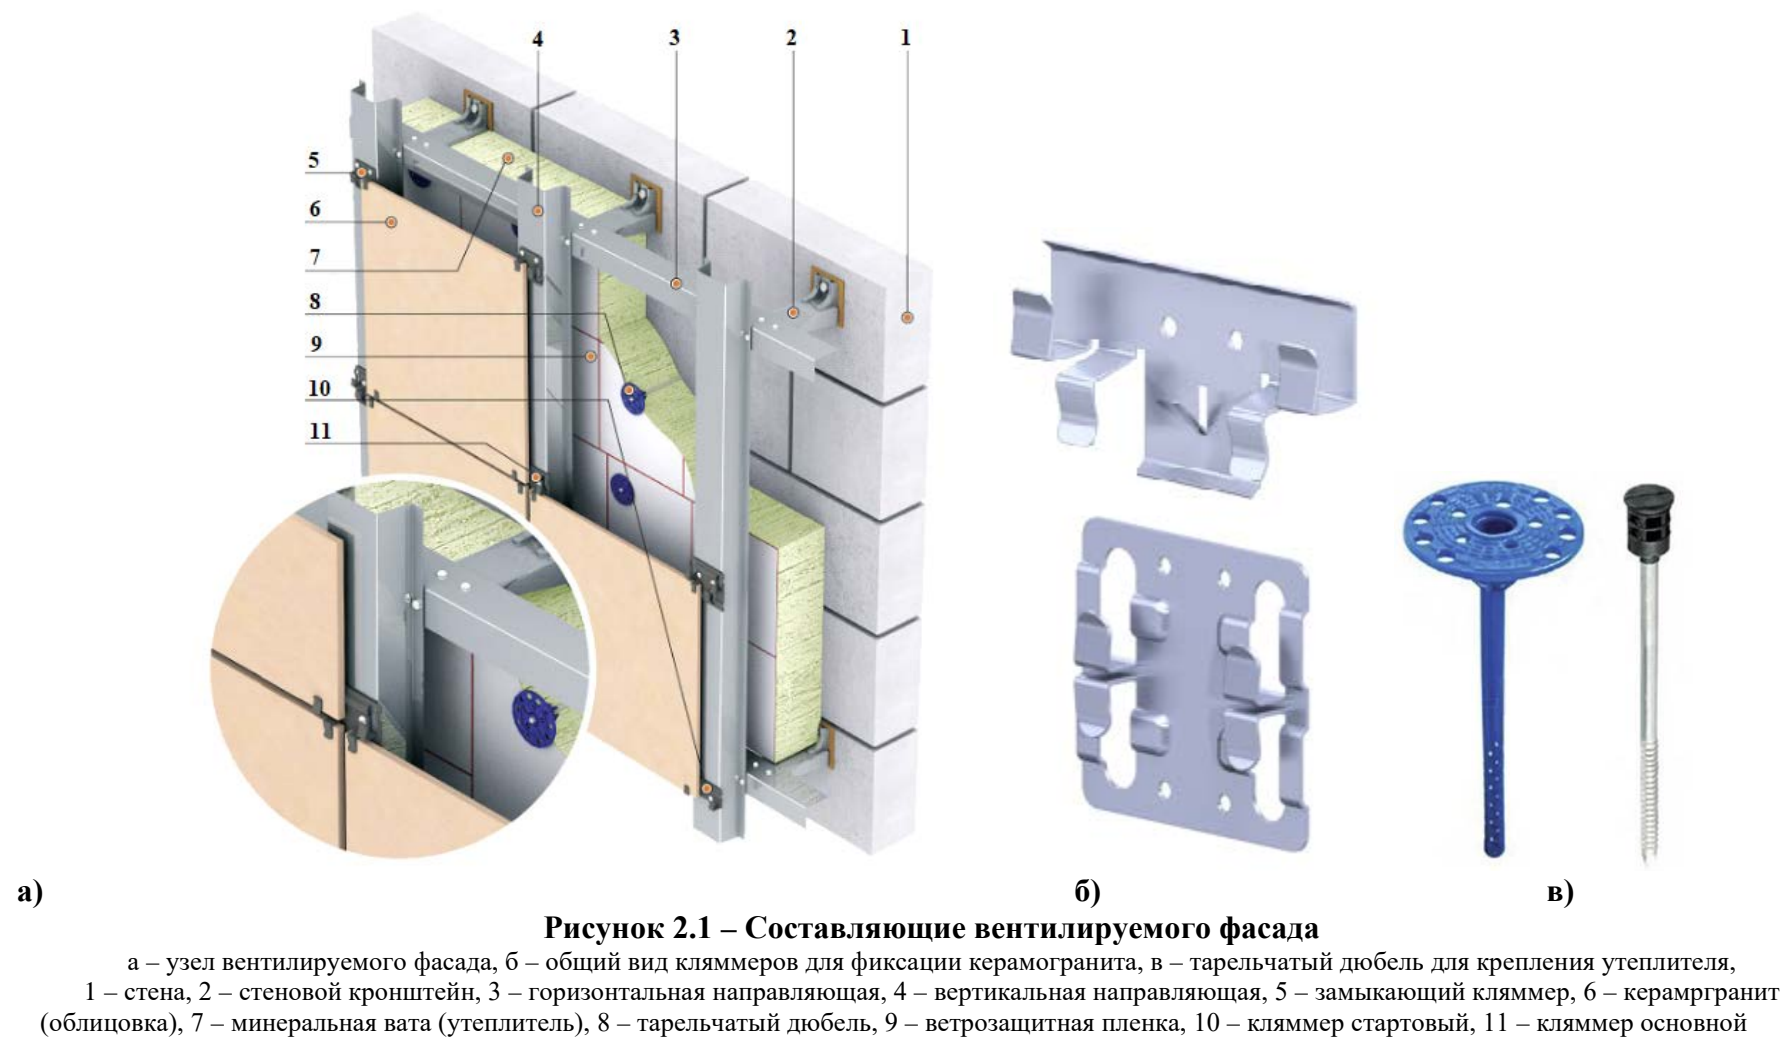 4 3 2 1
5
6
7
8
9
10
11
а) б) в)
Рисунок 2.1 – Составляющие вентилируемого фасада
а – узел вентилируемого фасада, б – общий вид кляммеров для фиксации керамогранита, в – тарельчатый дюбель для крепления утеплителя,
1 – стена, 2 – стеновой кронштейн, 3 – горизонтальная направляющая, 4 – вертикальная направляющая, 5 – замыкающий кляммер, 6 – керамргранит
(облицовка), 7 – минеральная вата (утеплитель), 8 – тарельчатый дюбель, 9 – ветрозащитная пленка, 10 – кляммер стартовый, 11 – кляммер основной